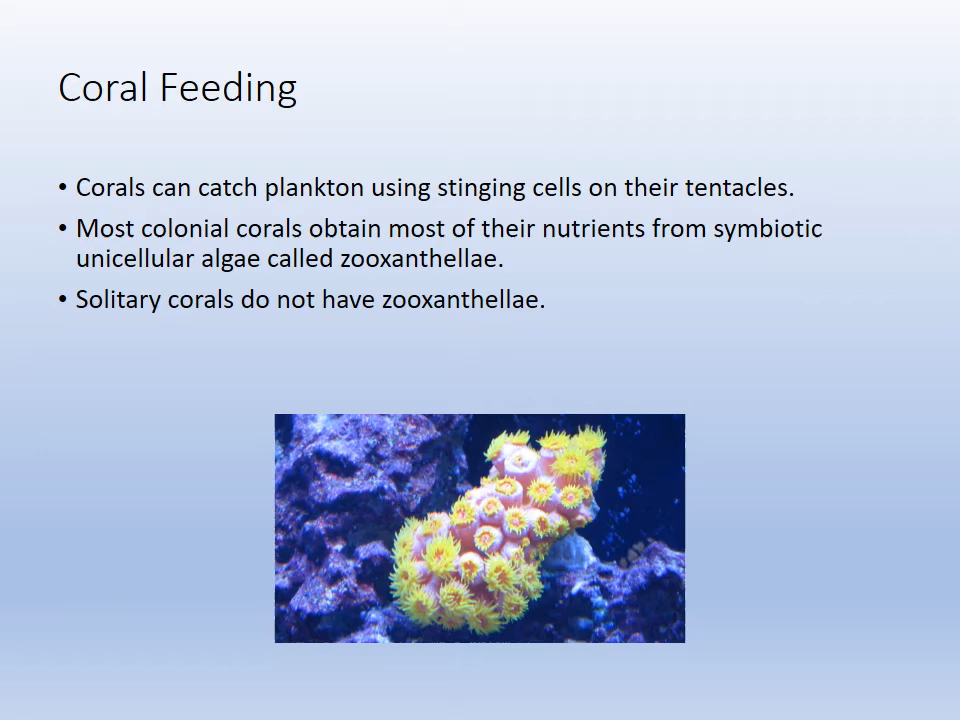 Coral Feeding
• Corals can catch plankton using stinging cells on their tentacles.
• Most colonial corals obtain most of their nutrients from symbiotic
unicellular algae called zooxanthellae.
• Solitary corals do not have zooxanthellae.